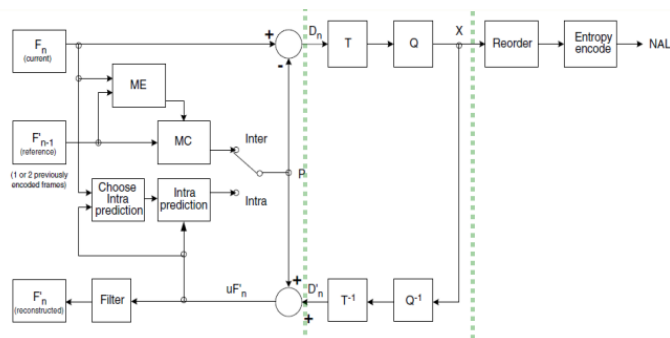 Fn
(current)
+
-
Dn
T
Q
X
Reorder
Entropy
encode
NAL
ME
F'n-1
(reference)
(1 or 2 previously
encoded frames)
MC
Inter
P
Choose
Intra
prediction
Intra
prediction
Intra
F'n
(reconstructed)
Filter
uF'n
+
+
D'n
T-1
Q-1